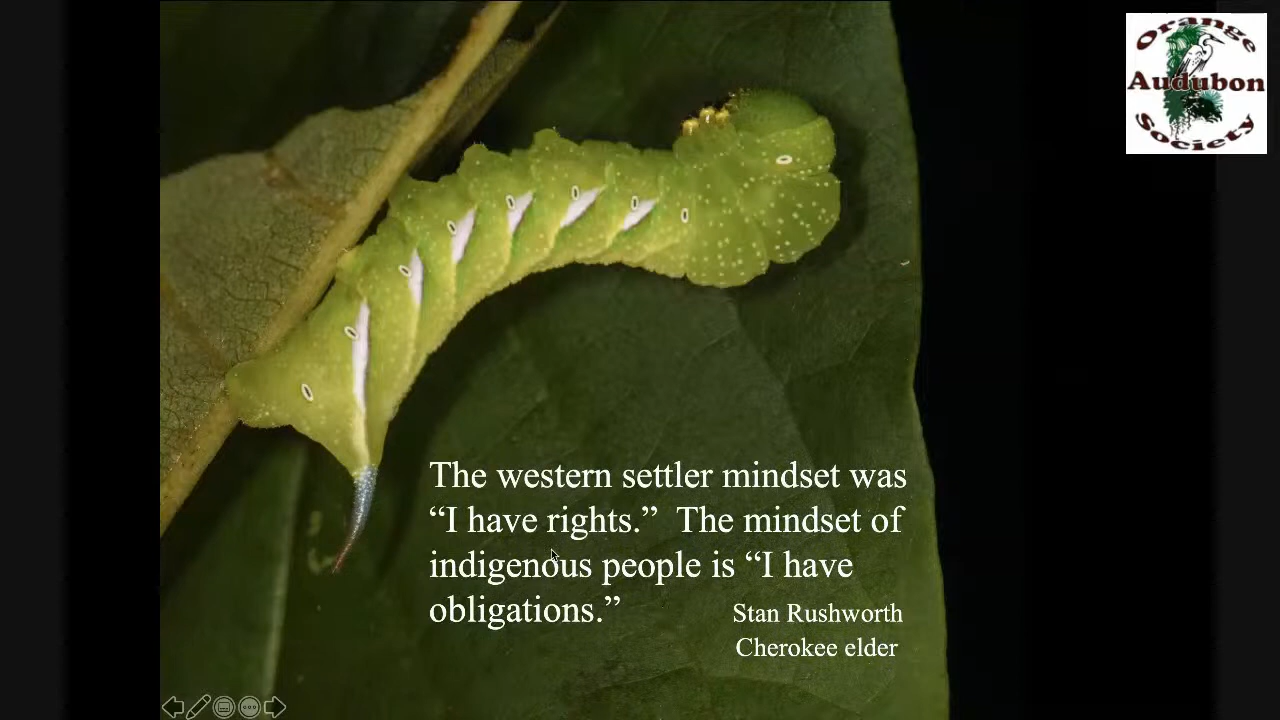 Orange
Audubon
Society
The western settler mindset was
“I have rights.”  The mindset of
indigenous people is “I have
obligations.”
Stan Rushworth
Cherokee elder